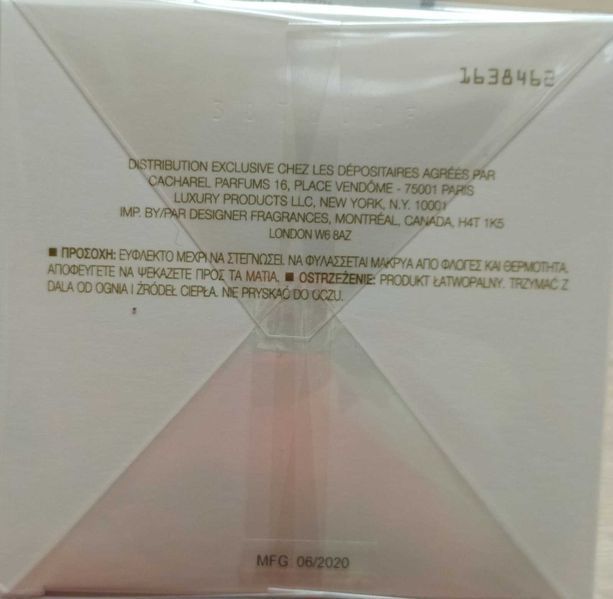 1638462
DISTRIBUTION EXCLUSIVE CHEZ LES DÉPOSITAIRES AGRÉÉS PAR
CACHAREL PARFUMS 16, PLACE VENDÔME - 75001 PARIS
LUXURY PRODUCTS LLC, NEW YORK, N.Y. 10001
IMP. BY/PAR DESIGNER FRAGRANCES, MONTRÉAL, CANADA, H4T 1K5
LONDON W6 8AZ
■ ΠΡΟΣΟΧΗ: ΕΥΦΛΕΚΤΟ ΜΕΧΡΙ ΝΑ ΣΤΕΓΝΩΣΕΙ. ΝΑ ΦΥΛΑΣΣΕΤΑΙ ΜΑΚΡΥΑ ΑΠΟ ΦΛΟΓΕΣ ΚΑΙ ΘΕΡΜΟΤΗΤΑ.
ΑΠΟΦΕΥΓΕΤΕ ΝΑ ΨΕΚΑΖΕΤΕ ΠΡΟΣ ΤΑ ΜΑΤΙΑ. ■ OSTRZEŻENIE: PRODUKT ŁATWOPALNY. TRZYMAĆ Z
DALA OD OGNIA I ŹRÓDEŁ CIEPŁA. NIE PRYSKAĆ DO OCZU.
MFG 06/2020